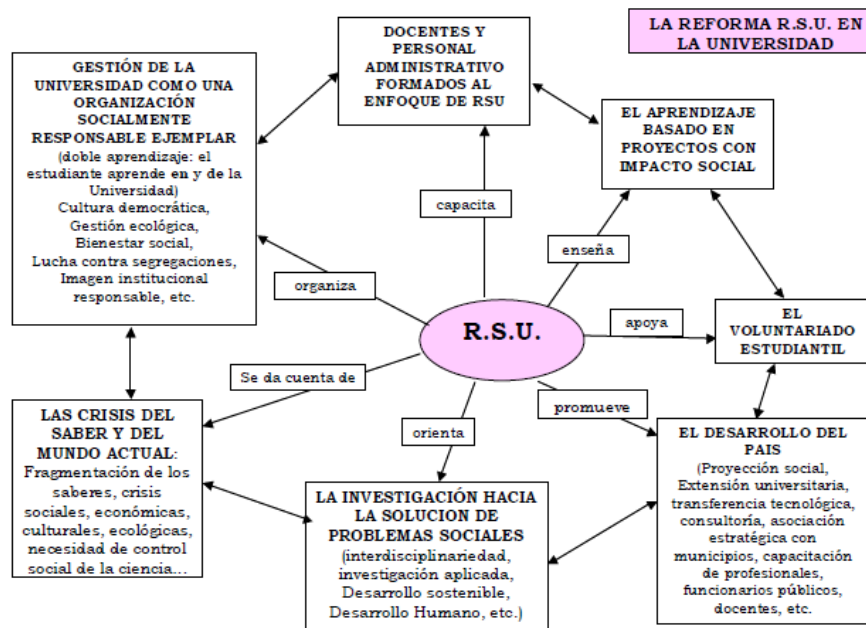 LA REFORMA R.S.U. EN
LA UNIVERSIDAD
DOCENTES Y
PERSONAL
ADMINISTRATIVO
FORMADOS AL
ENFOQUE DE RSU
GESTIÓN DE LA
UNIVERSIDAD COMO UNA
ORGANIZACIÓN
SOCIALMENTE
RESPONSABLE EJEMPLAR
(doble aprendizaje: el
estudiante aprende en y de la
Universidad)
Cultura democrática,
Gestión ecológica,
Bienestar social,
Lucha contra segregaciones,
Imagen institucional
responsable, etc.
EL APRENDIZAJE
BASADO EN
PROYECTOS CON
IMPACTO SOCIAL
capacita
enseña
organiza
R.S.U.
apoya
EL
VOLUNTARIADO
ESTUDIANTIL
Se da cuenta de
promueve
orienta
LAS CRISIS DEL
SABER Y DEL
MUNDO ACTUAL:
Fragmentación de los
saberes, crisis
sociales, económicas,
culturales, ecológicas,
necesidad de control
social de la ciencia...
LA INVESTIGACIÓN HACIA
LA SOLUCION DE
PROBLEMAS SOCIALES
(interdisciplinariedad,
investigación aplicada,
Desarrollo sostenible,
Desarrollo Humano, etc.)
EL DESARROLLO DEL
PAIS
(Proyección social,
Extensión universitaria,
transferencia tecnológica,
consultoría, asociación
estratégica con
municipios, capacitación
de profesionales,
funcionarios públicos,
docentes, etc.